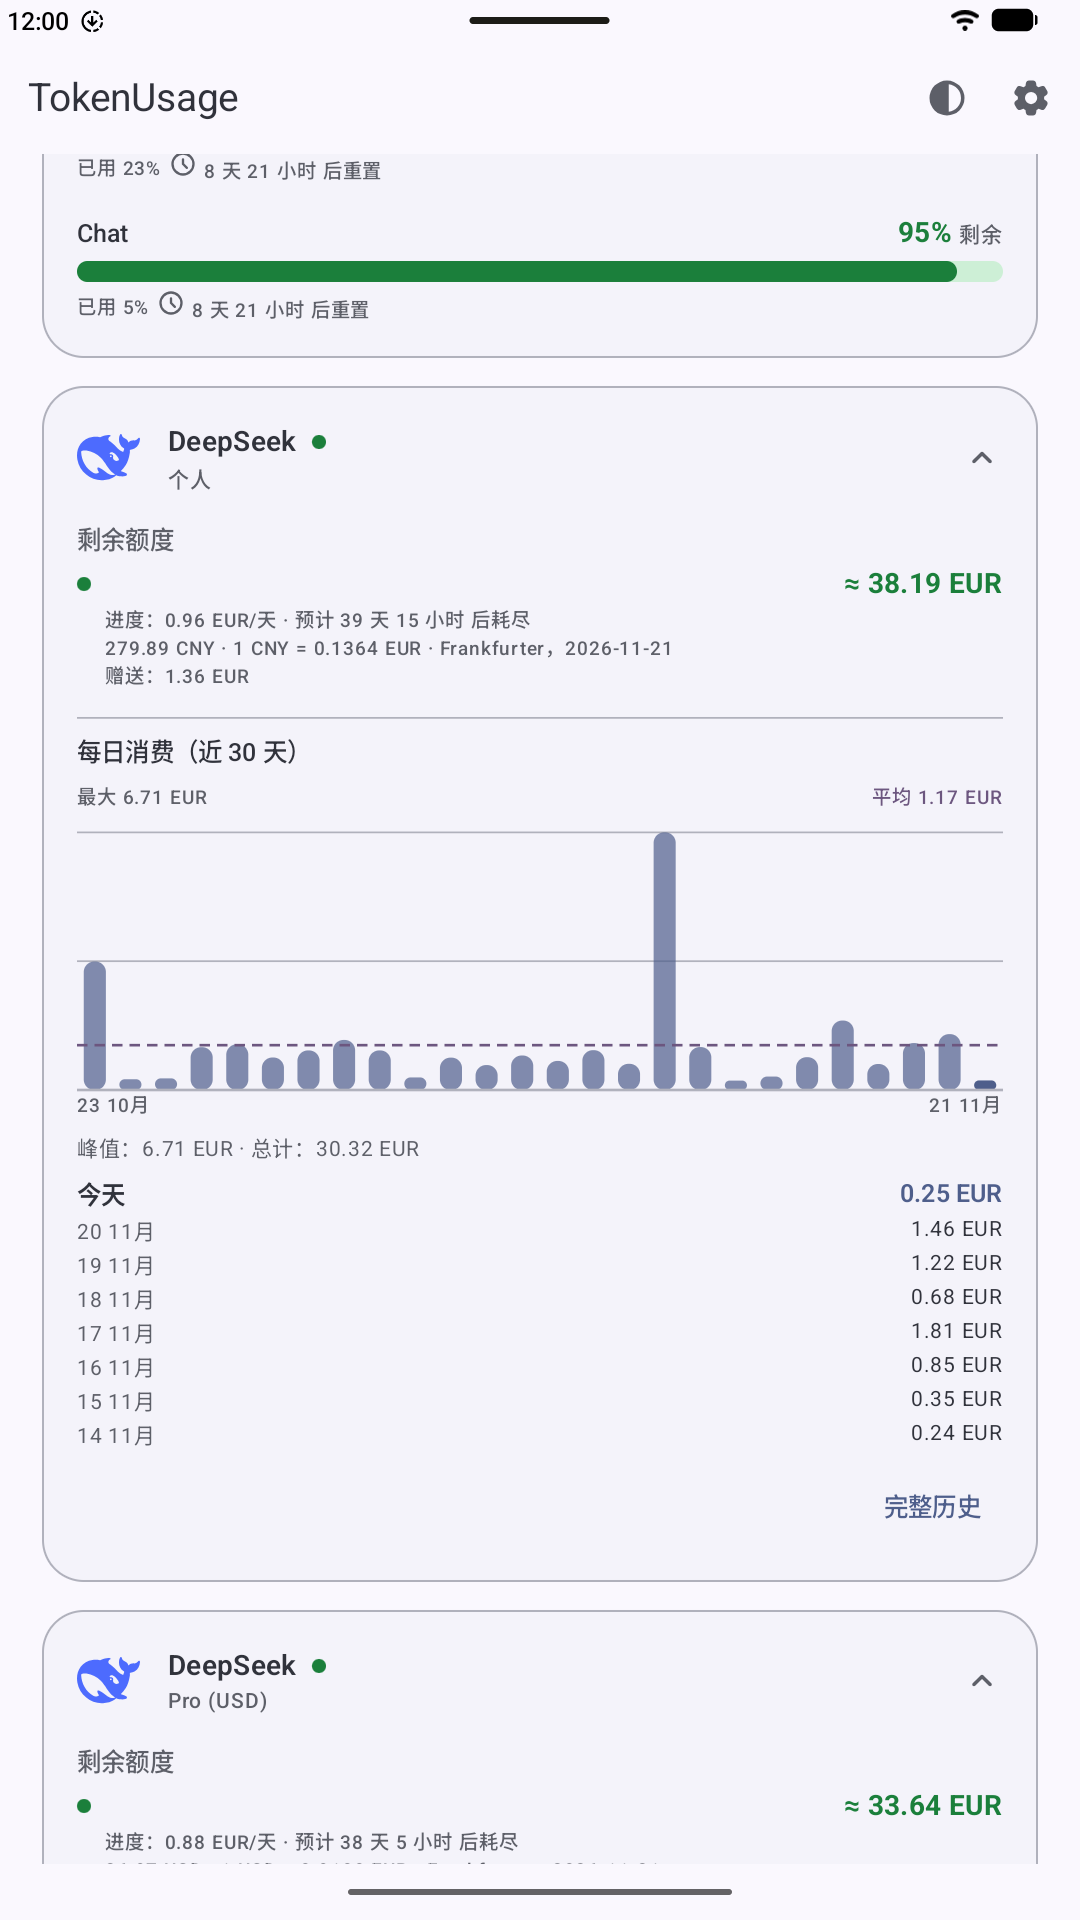 12:00
TokenUsage
已用 23% 8 天 21 小时 后重置
Chat 95% 剩余
已用 5% 8 天 21 小时 后重置
DeepSeek
个人
剩余额度
≈ 38.19 EUR
进度：0.96 EUR/天 · 预计 39 天 15 小时 后耗尽
279.89 CNY · 1 CNY = 0.1364 EUR · Frankfurter，2026-11-21
赠送：1.36 EUR
每日消费（近 30 天）
最大 6.71 EUR 平均 1.17 EUR
23 10月 21 11月
峰值：6.71 EUR · 总计：30.32 EUR
今天 0.25 EUR
20 11月 1.46 EUR
19 11月 1.22 EUR
18 11月 0.68 EUR
17 11月 1.81 EUR
16 11月 0.85 EUR
15 11月 0.35 EUR
14 11月 0.24 EUR
完整历史
DeepSeek
Pro (USD)
剩余额度
≈ 33.64 EUR
进度：0.88 EUR/天 · 预计 38 天 5 小时 后耗尽